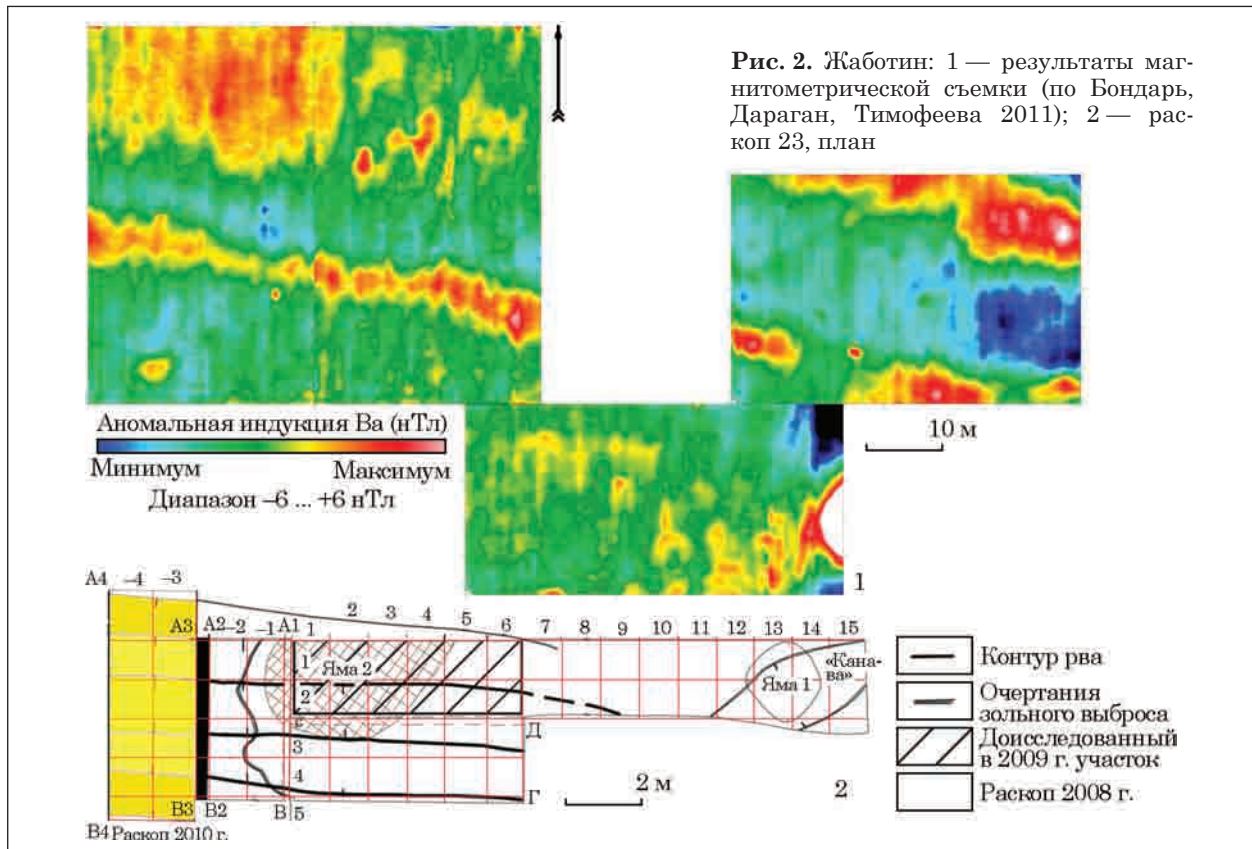 Рис. 2. Жаботин: 1 — результаты маг-
нитометрической съемки (по Бондарь,
Дараган, Тимофеева 2011); 2 — рас-
коп 23, план
Аномальная индукция Ва (нТл)
Минимум Максимум
Диапазон –6 ... +6 нТл
10 м
1
А4 –4 –3
А3 А2 –2 –1 А1 1 2 3 4 5 6 7 8 9 10 11 12 13 14 15
1 Яма 2
2
Яма 1
«Кана-
ва»
Д
3
4
Г
В3 В2 В 5
В4 Раскоп 2010 г.
2 м
2
Контур рва
Очертания
зольного выброса
Доисследованный
в 2009 г. участок
Раскоп 2008 г.